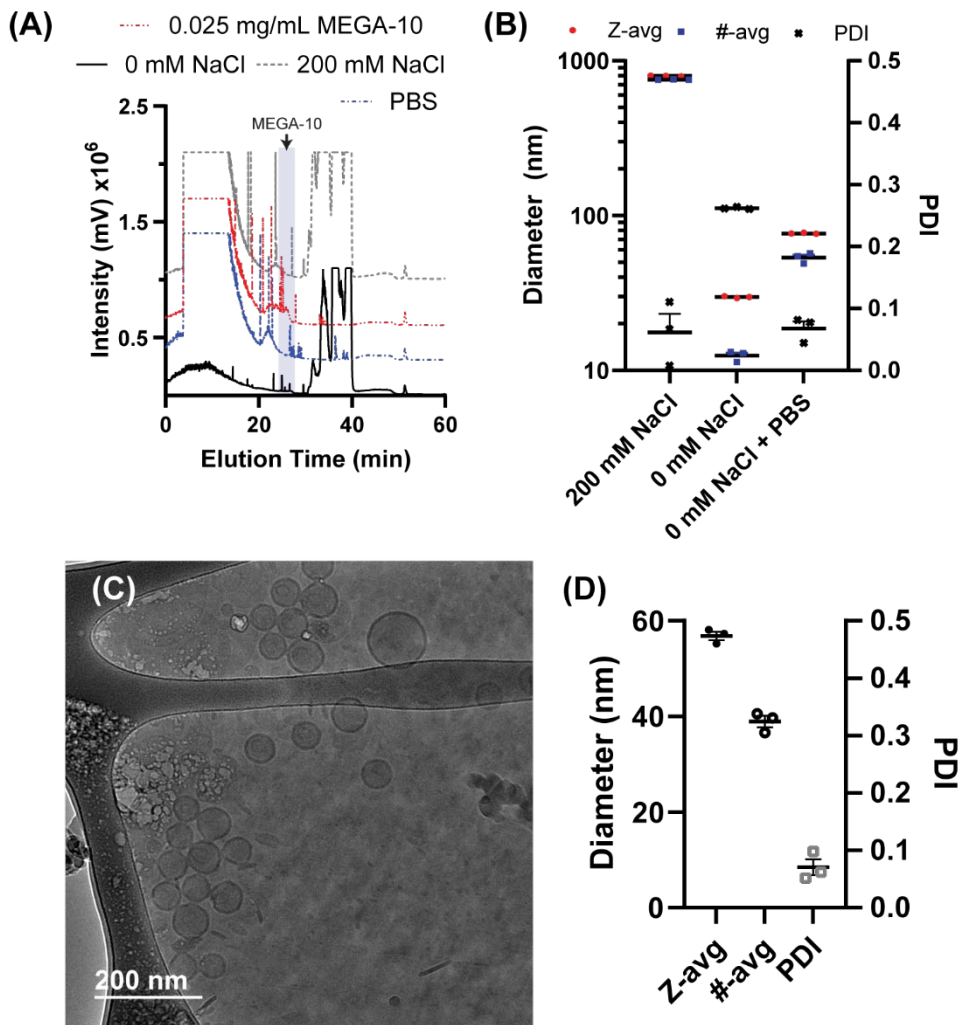 (A)
0.025 mg/mL MEGA-10
0 mM NaCl 200 mM NaCl
PBS
MEGA-10
2.5
1.5
0.5
Intensity (mV) x10⁶
0 20 40 60
Elution Time (min)
(B)
Z-avg #-avg PDI
1000
100
10
Diameter (nm)
0.5
0.4
0.3
0.2
0.1
0.0
PDI
200 mM NaCl
0 mM NaCl
0 mM NaCl + PBS
(C)
200 nm
(D)
60
40
20
0
Diameter (nm)
0.5
0.4
0.3
0.2
0.1
0.0
PDI
Z-avg
#-avg
PDI